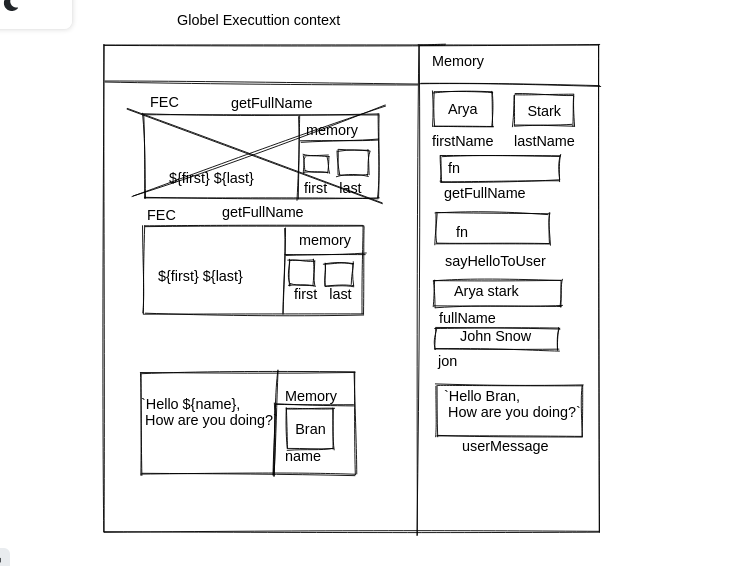 Globel Executtion context
Memory
FEC
getFullName
memory
${first} ${last}
first
last
FEC
getFullName
memory
${first} ${last}
first
last
`Hello ${name},
How are you doing?
Memory
Bran
name
Arya
Stark
firstName
lastName
fn
getFullName
fn
sayHelloToUser
Arya stark
fullName
John Snow
jon
`Hello Bran,
How are you doing?`
userMessage